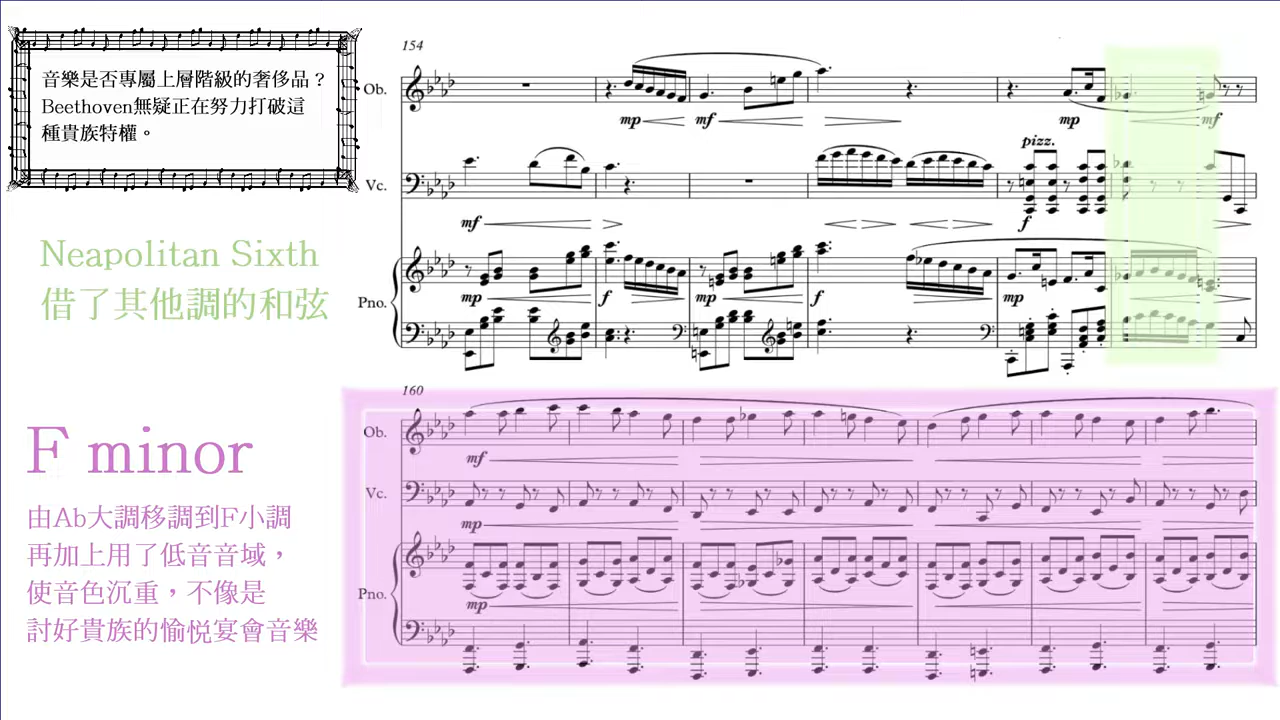 音樂是否專屬上層階級的奢侈品？
Beethoven無疑正在努力打破這
種貴族特權。
Neapolitan Sixth
借了其他調的和弦
F minor
由Ab大調移調到F小調
再加上用了低音音域，
使音色沉重，不像是
討好貴族的愉悅宴會音樂
154
Ob.
mp mf mp mf
pizz.
Vc.
mf f
Pno.
mp f mp f mp
160
Ob.
mf
Vc.
mp
Pno.
mp